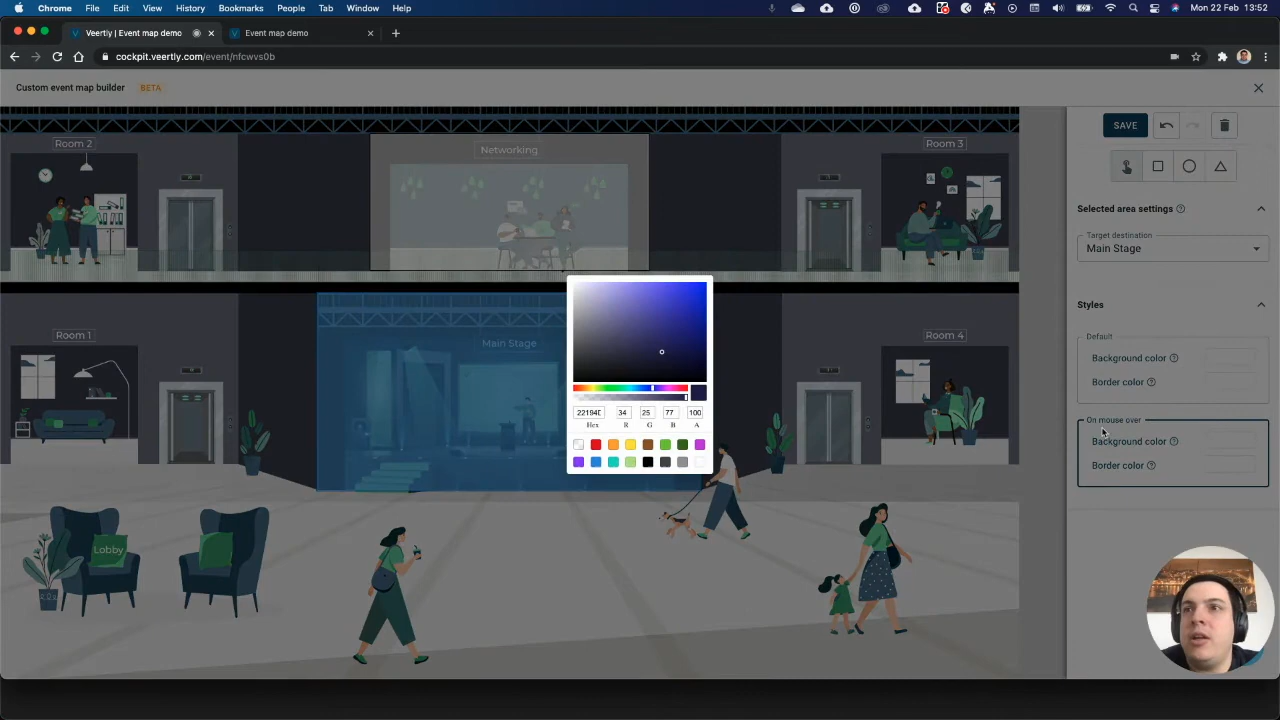 Chrome File Edit View History Bookmarks People Tab Window Help Mon 22 Feb 13:52
Veertly | Event map demo
Event map demo
cockpit.veertly.com/event/nfcwvs0b
Custom event map builder BETA
SAVE
Room 2
Networking
Room 3
Selected area settings
Target destination
Main Stage
Styles
Room 1
Main Stage
Room 4
Default
Background color
Border color
On mouse over
Background color
Border color
22194E 34 25 77 100
Hex R G B A
Lobby